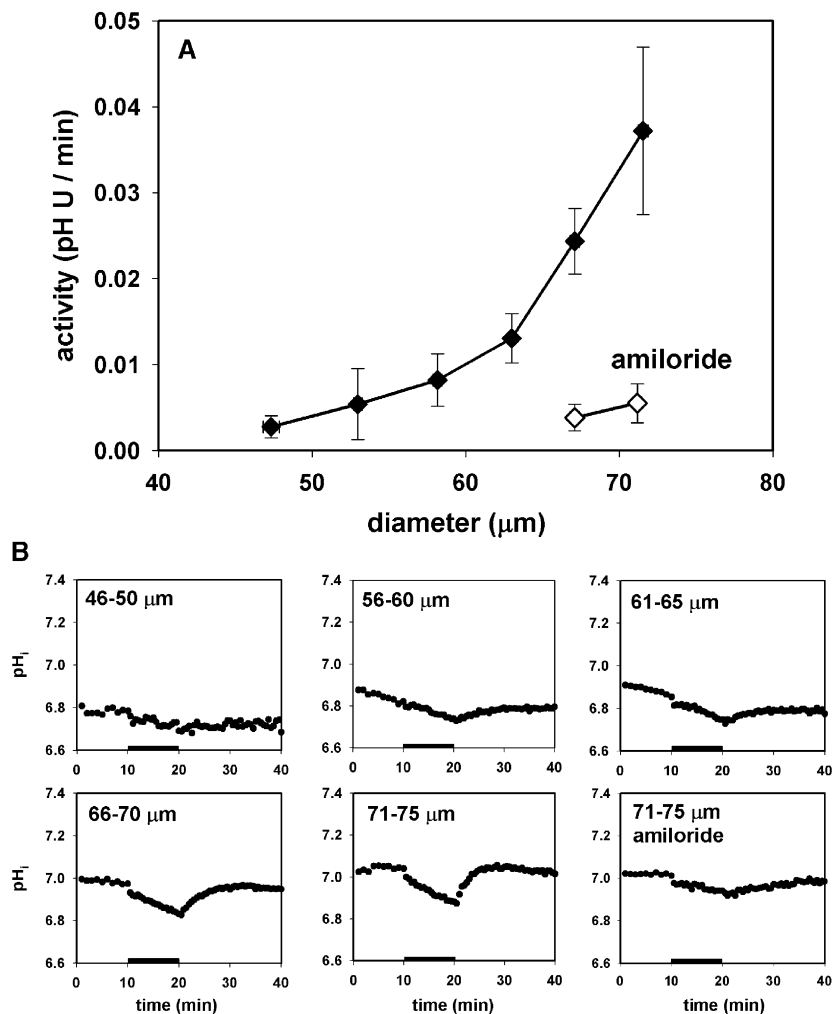 A
activity (pH U / min)
0.05
0.04
0.03
0.02
0.01
0.00
amiloride
40 50 60 70 80
diameter (μm)
B
pHi
7.4
7.2
7.0
6.8
6.6
46-50 μm
0 10 20 30 40
7.4
7.2
7.0
6.8
6.6
56-60 μm
0 10 20 30 40
7.4
7.2
7.0
6.8
6.6
61-65 μm
0 10 20 30 40
pHi
7.4
7.2
7.0
6.8
6.6
66-70 μm
0 10 20 30 40
time (min)
7.4
7.2
7.0
6.8
6.6
71-75 μm
0 10 20 30 40
time (min)
7.4
7.2
7.0
6.8
6.6
71-75 μm
amiloride
0 10 20 30 40
time (min)